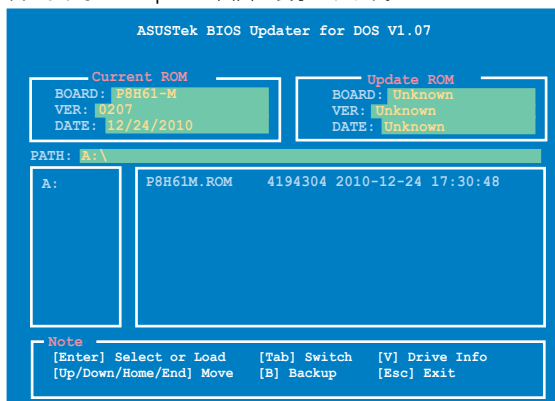 ASUSTek BIOS Updater for DOS V1.07
Current ROM
BOARD: P8H61-M
VER: 0207
DATE: 12/24/2010
Update ROM
BOARD: Unknown
VER: Unknown
DATE: Unknown
PATH: A:\
A:
P8H61M.ROM 4194304 2010-12-24 17:30:48
Note
[Enter] Select or Load [Tab] Switch [V] Drive Info
[Up/Down/Home/End] Move [B] Backup [Esc] Exit